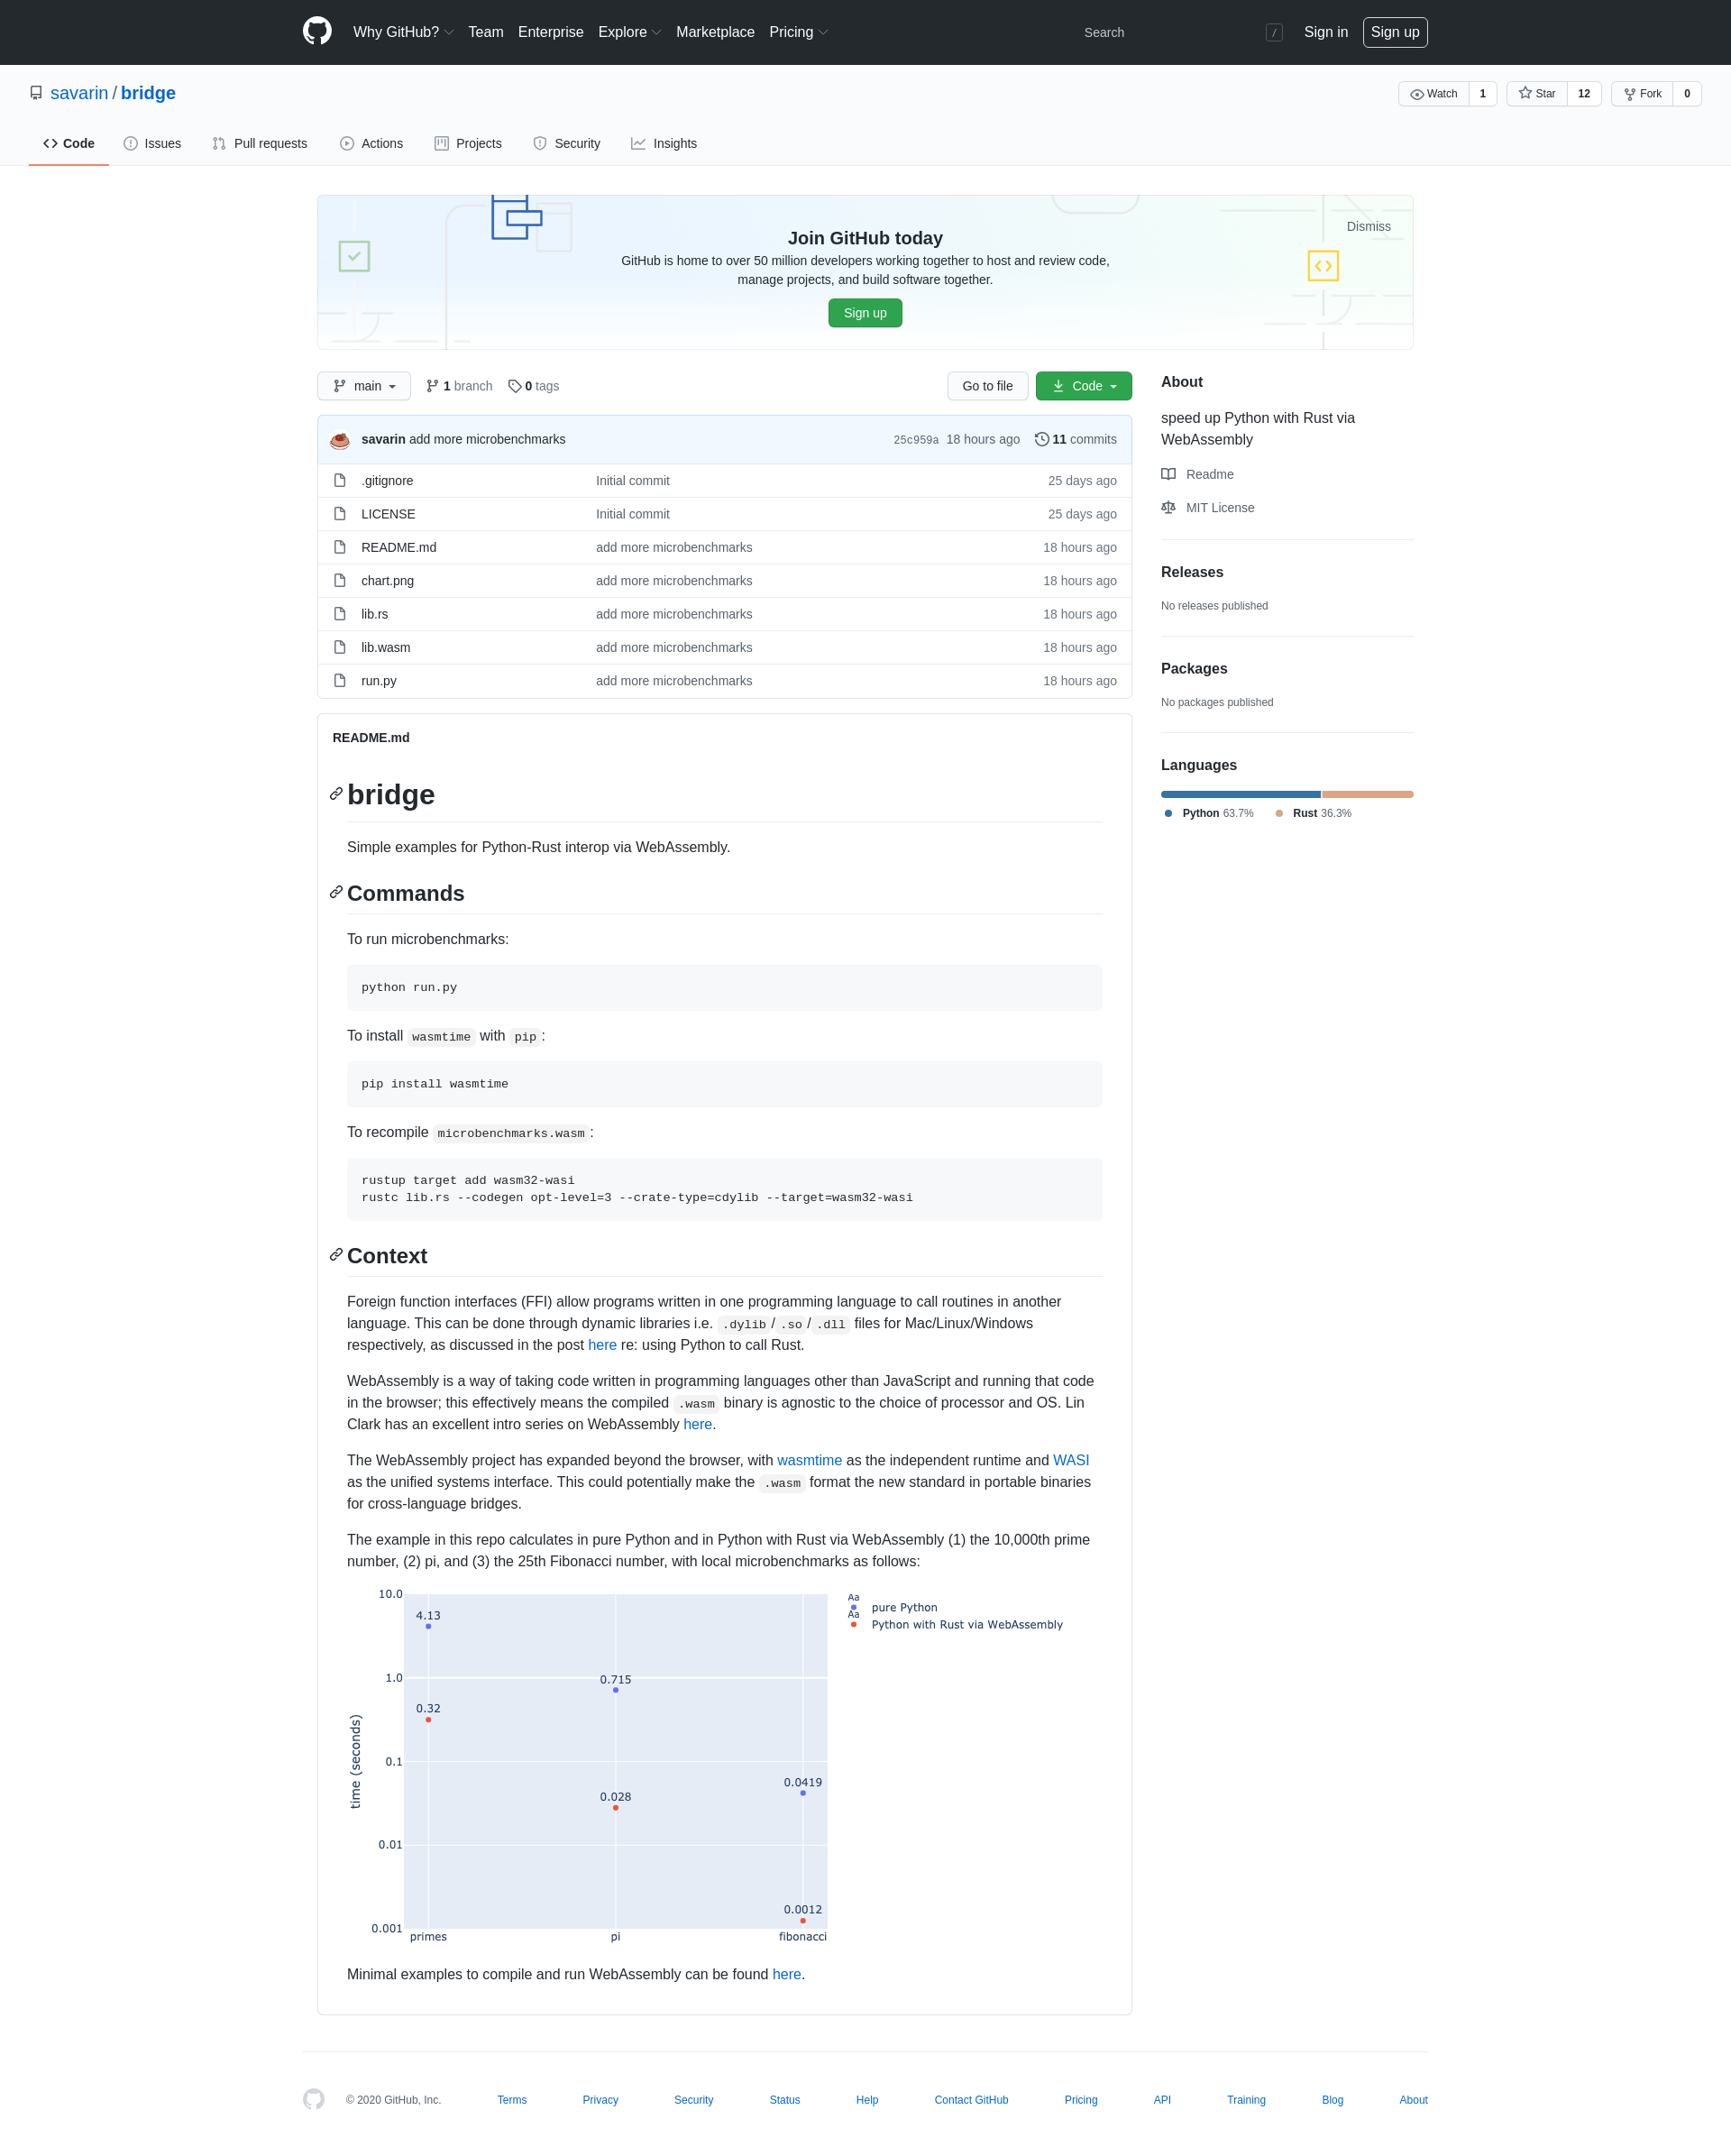 Why GitHub? Team Enterprise Explore Marketplace Pricing Search / Sign in Sign up
savarin / bridge Watch 1 Star 12 Fork 0
Code Issues Pull requests Actions Projects Security Insights
Dismiss
Join GitHub today
GitHub is home to over 50 million developers working together to host and review code,
manage projects, and build software together.
Sign up
main 1 branch 0 tags Go to file Code
savarin add more microbenchmarks 25c959a 18 hours ago 11 commits
.gitignore Initial commit 25 days ago
LICENSE Initial commit 25 days ago
README.md add more microbenchmarks 18 hours ago
chart.png add more microbenchmarks 18 hours ago
lib.rs add more microbenchmarks 18 hours ago
lib.wasm add more microbenchmarks 18 hours ago
run.py add more microbenchmarks 18 hours ago
README.md
bridge
Simple examples for Python-Rust interop via WebAssembly.
Commands
To run microbenchmarks:
python run.py
To install wasmtime with pip:
pip install wasmtime
To recompile microbenchmarks.wasm:
rustup target add wasm32-wasi
rustc lib.rs --codegen opt-level=3 --crate-type=cdylib --target=wasm32-wasi
Context
Foreign function interfaces (FFI) allow programs written in one programming language to call routines in another
language. This can be done through dynamic libraries i.e. .dylib/.so/.dll files for Mac/Linux/Windows
respectively, as discussed in the post here re: using Python to call Rust.
WebAssembly is a way of taking code written in programming languages other than JavaScript and running that code
in the browser; this effectively means the compiled .wasm binary is agnostic to the choice of processor and OS. Lin
Clark has an excellent intro series on WebAssembly here.
The WebAssembly project has expanded beyond the browser, with wasmtime as the independent runtime and WASI
as the unified systems interface. This could potentially make the .wasm format the new standard in portable binaries
for cross-language bridges.
The example in this repo calculates in pure Python and in Python with Rust via WebAssembly (1) the 10,000th prime
number, (2) pi, and (3) the 25th Fibonacci number, with local microbenchmarks as follows:
10.0
1.0
0.1
0.01
0.001
time (seconds)
4.13
0.32
0.715
0.028
0.0419
0.0012
primes pi fibonacci
Aa pure Python
Aa Python with Rust via WebAssembly
Minimal examples to compile and run WebAssembly can be found here.
About
speed up Python with Rust via
WebAssembly
Readme
MIT License
Releases
No releases published
Packages
No packages published
Languages
Python 63.7% Rust 36.3%
© 2020 GitHub, Inc. Terms Privacy Security Status Help Contact GitHub Pricing API Training Blog About